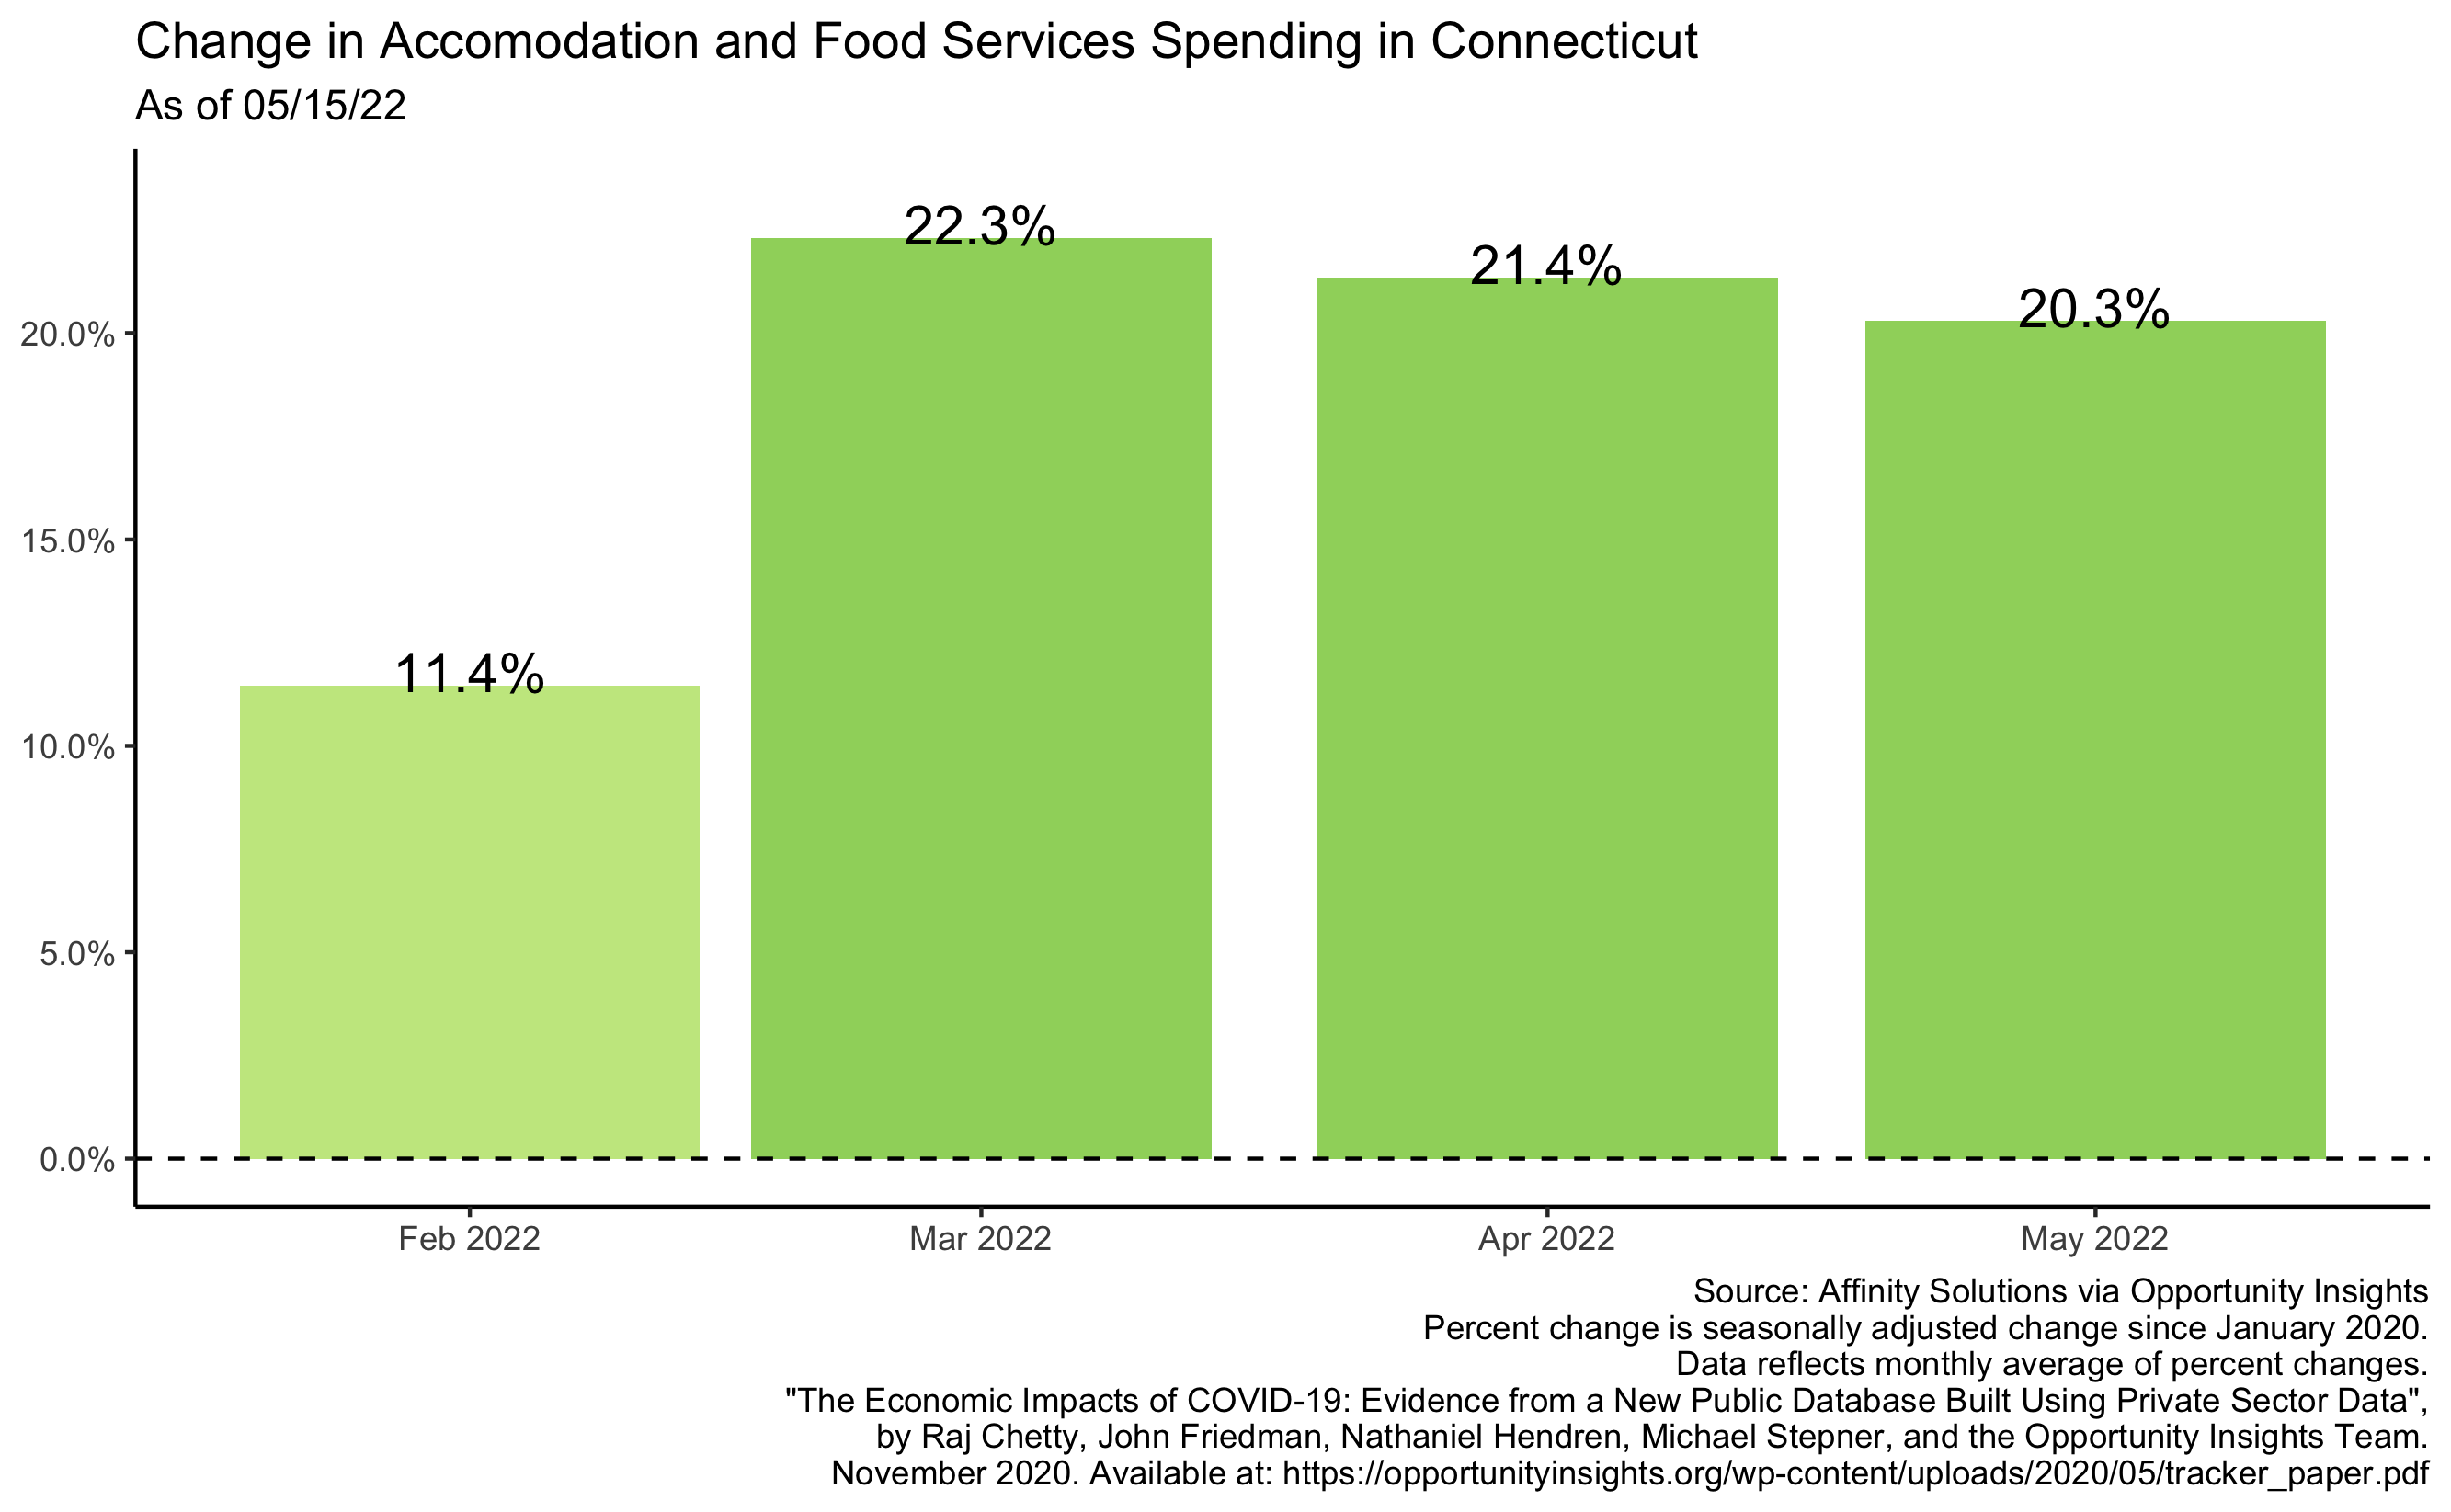 Change in Accomodation and Food Services Spending in Connecticut
As of 05/15/22
22.3%
21.4%
20.3%
11.4%
20.0%
15.0%
10.0%
5.0%
0.0%
Feb 2022
Mar 2022
Apr 2022
May 2022
Source: Affinity Solutions via Opportunity Insights
Percent change is seasonally adjusted change since January 2020.
Data reflects monthly average of percent changes.
"The Economic Impacts of COVID-19: Evidence from a New Public Database Built Using Private Sector Data",
by Raj Chetty, John Friedman, Nathaniel Hendren, Michael Stepner, and the Opportunity Insights Team.
November 2020. Available at: https://opportunityinsights.org/wp-content/uploads/2020/05/tracker_paper.pdf